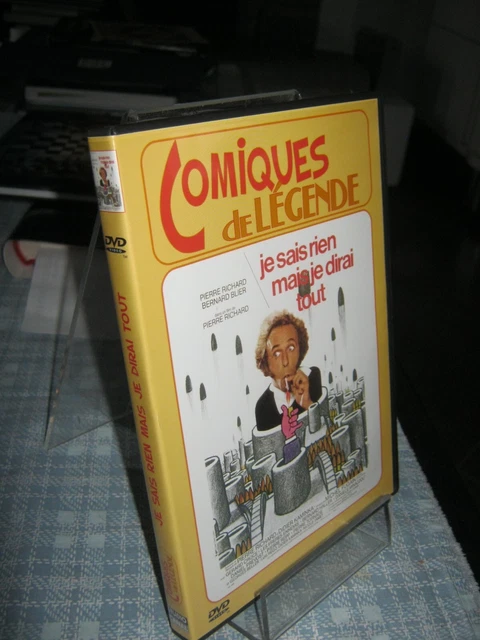 COMiQUES
de LÉGENDE
je sais rien
mais je dirai
tout
PIERRE RICHARD
BERNARD BLIER
PIERRE RICHARD
DVD
JE SAIS RIEN MAIS JE DIRAI TOUT
DVD